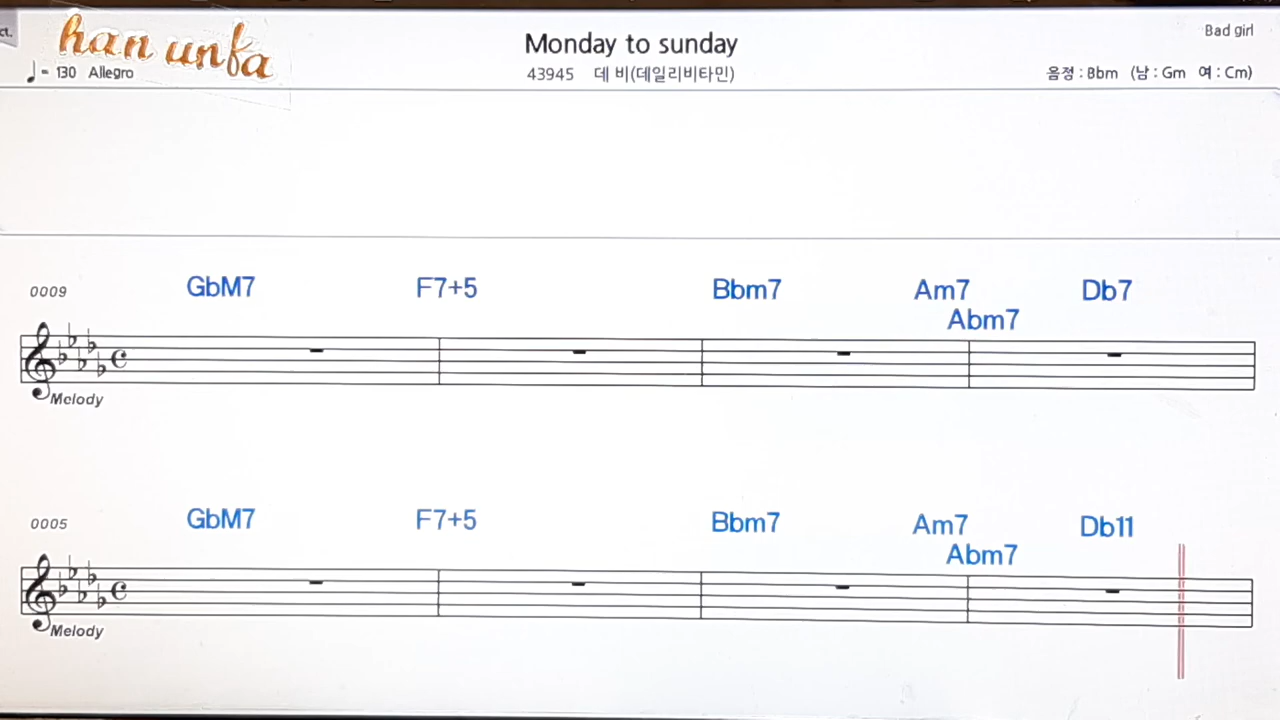 ct.
han unfa
Monday to sunday
Bad girl
♩= 130 Allegro
43945 데 비(데일리비타민)
음정 : Bbm (남 : Gm 여 : Cm)
0009
GbM7 F7+5 Bbm7 Am7 Db7
Abm7
Melody
0005
GbM7 F7+5 Bbm7 Am7 Db11
Abm7
Melody